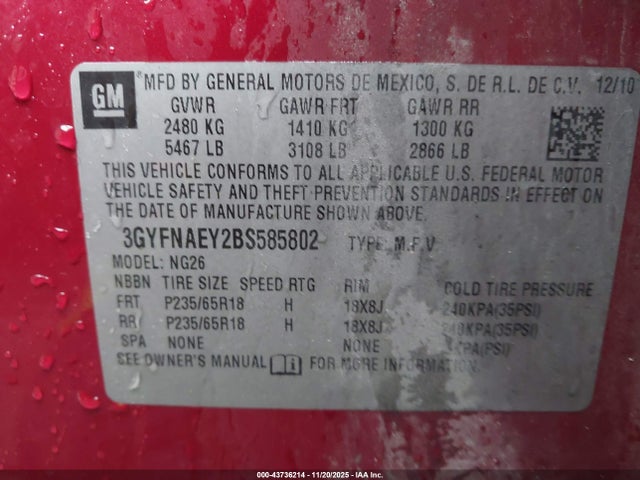 GM
MFD BY GENERAL MOTORS DE MEXICO, S. DE R.L. DE C.V. 12/10
GVWR GAWR FRT GAWR RR
2480 KG 1410 KG 1300 KG
5467 LB 3108 LB 2866 LB
THIS VEHICLE CONFORMS TO ALL APPLICABLE U.S. FEDERAL MOTOR
VEHICLE SAFETY AND THEFT PREVENTION STANDARDS IN EFFECT ON
THE DATE OF MANUFACTURE SHOWN ABOVE.
3GYFNAEY2BS585802 TYPE: M.P.V
MODEL: NG26
NBBN TIRE SIZE SPEED RTG RIM COLD TIRE PRESSURE
FRT P235/65R18 H 18X8J 240KPA(35PSI)
RR P235/65R18 H 18X8J 240KPA(35PSI)
SPA NONE NONE KPA(PSI)
SEE OWNER'S MANUAL FOR MORE INFORMATION.
000-43736214 - 11/20/2025 - IAA Inc.